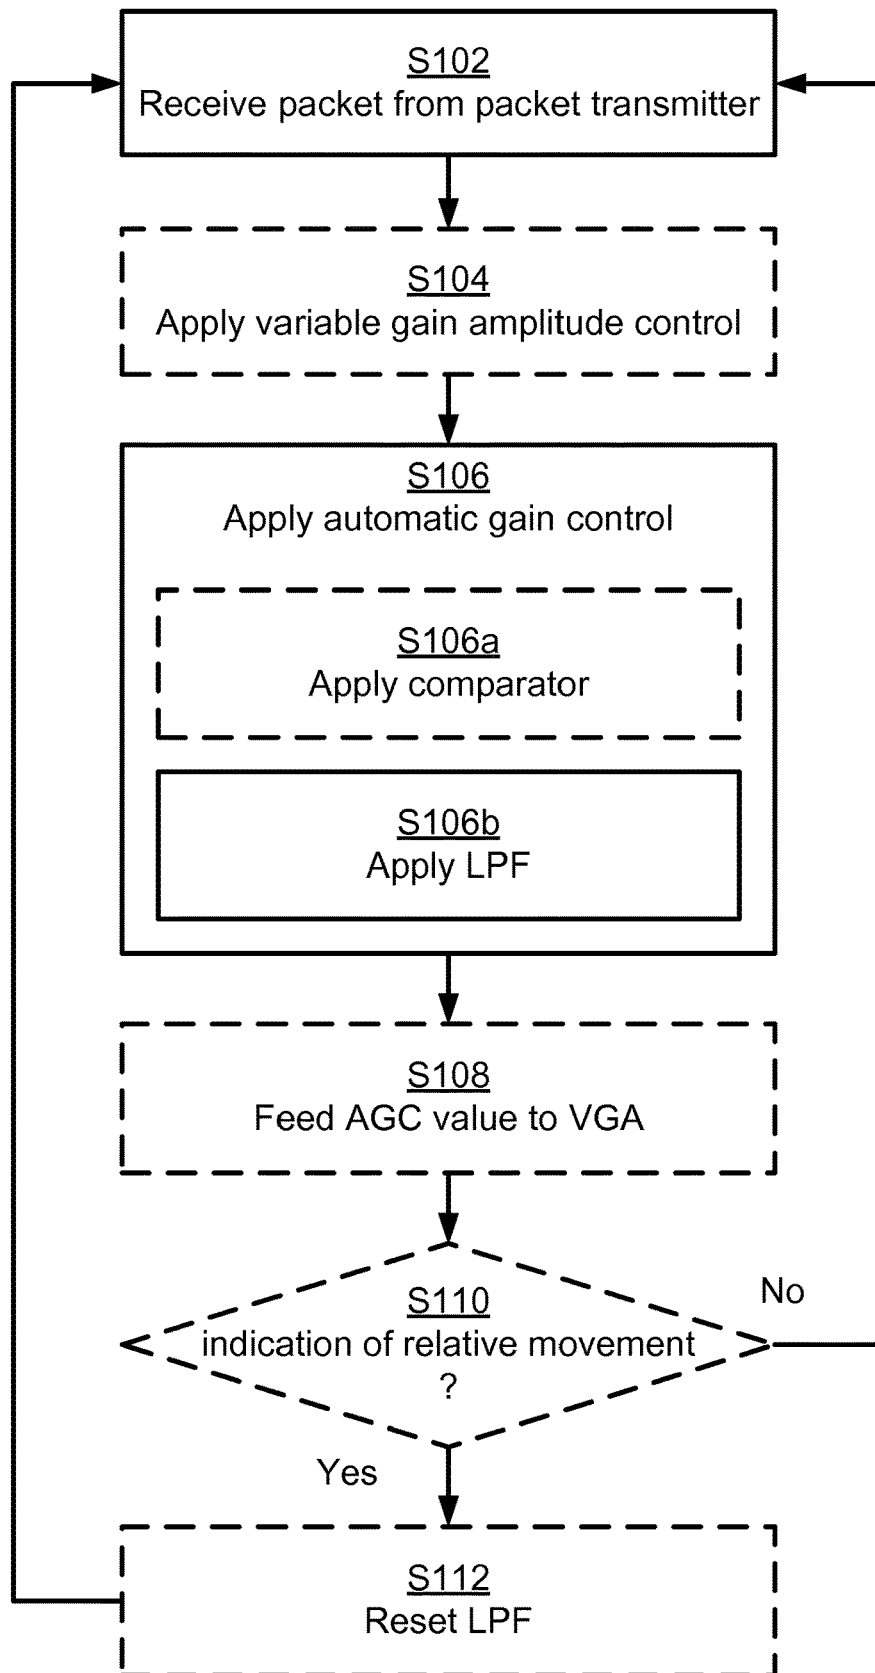 S102
Receive packet from packet transmitter
S104
Apply variable gain amplitude control
S106
Apply automatic gain control
S106a
Apply comparator
S106b
Apply LPF
S108
Feed AGC value to VGA
S110
indication of relative movement
?
No
Yes
S112
Reset LPF